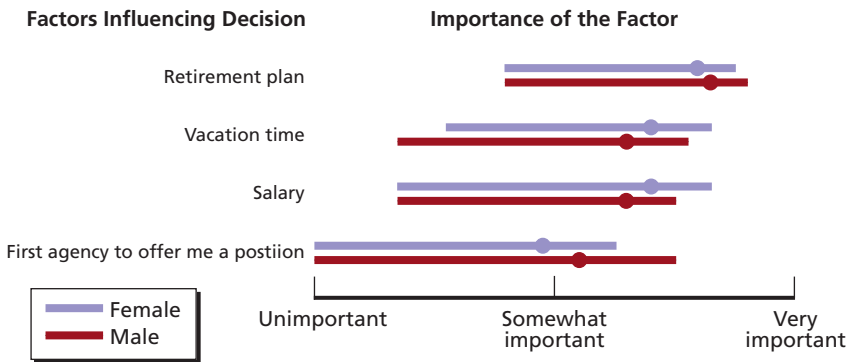 Factors Influencing Decision
Importance of the Factor
Retirement plan
Vacation time
Salary
First agency to offer me a postiion
Female
Male
Unimportant
Somewhat
important
Very
important